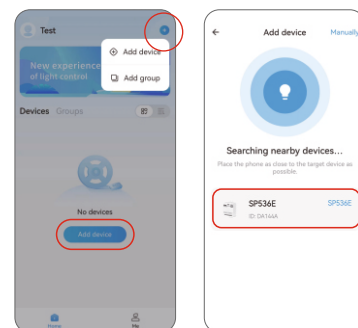 Test
Add device
Add group
New experience
of light control
Devices Groups
No devices
Add device
Home
Me
Add device
Manually
Searching nearby devices...
Place the phone as close to the target device as
possible.
SP536E
SP536E
ID: DA144A